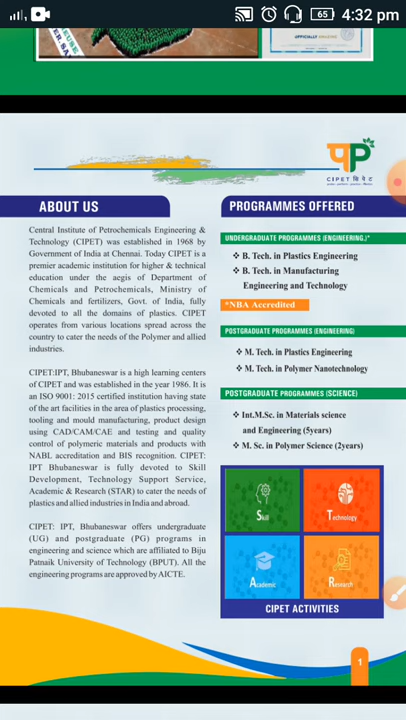 65 4:32 pm
OFFICIALLY AMAZING
CIPET सिपेट
ABOUT US
Central Institute of Petrochemicals Engineering &
Technology (CIPET) was established in 1968 by
Government of India at Chennai. Today CIPET is a
premier academic institution for higher & technical
education under the aegis of Department of
Chemicals and Petrochemicals, Ministry of
Chemicals and fertilizers, Govt. of India, fully
devoted to all the domains of plastics. CIPET
operates from various locations spread across the
country to cater the needs of the Polymer and allied
industries.
CIPET:IPT, Bhubaneswar is a high learning centers
of CIPET and was established in the year 1986. It is
an ISO 9001: 2015 certified institution having state
of the art facilities in the area of plastics processing,
tooling and mould manufacturing, product design
using CAD/CAM/CAE and testing and quality
control of polymeric materials and products with
NABL accreditation and BIS recognition. CIPET:
IPT Bhubaneswar is fully devoted to Skill
Development, Technology Support Service,
Academic & Research (STAR) to cater the needs of
plastics and allied industries in India and abroad.
CIPET: IPT, Bhubaneswar offers undergraduate
(UG) and postgraduate (PG) programs in
engineering and science which are affiliated to Biju
Patnaik University of Technology (BPUT). All the
engineering programs are approved by AICTE.
PROGRAMMES OFFERED
UNDERGRADUATE PROGRAMMES (ENGINEERING.)*
❖ B. Tech. in Plastics Engineering
❖ B. Tech. in Manufacturing
Engineering and Technology
*NBA Accredited
POSTGRADUATE PROGRAMMES (ENGINEERING)
❖ M. Tech. in Plastics Engineering
❖ M. Tech. in Polymer Nanotechnology
POSTGRADUATE PROGRAMMES (SCIENCE)
❖ Int.M.Sc. in Materials science
and Engineering (5years)
❖ M. Sc. in Polymer Science (2years)
Skill
Technology
Academic
Research
CIPET ACTIVITIES
1